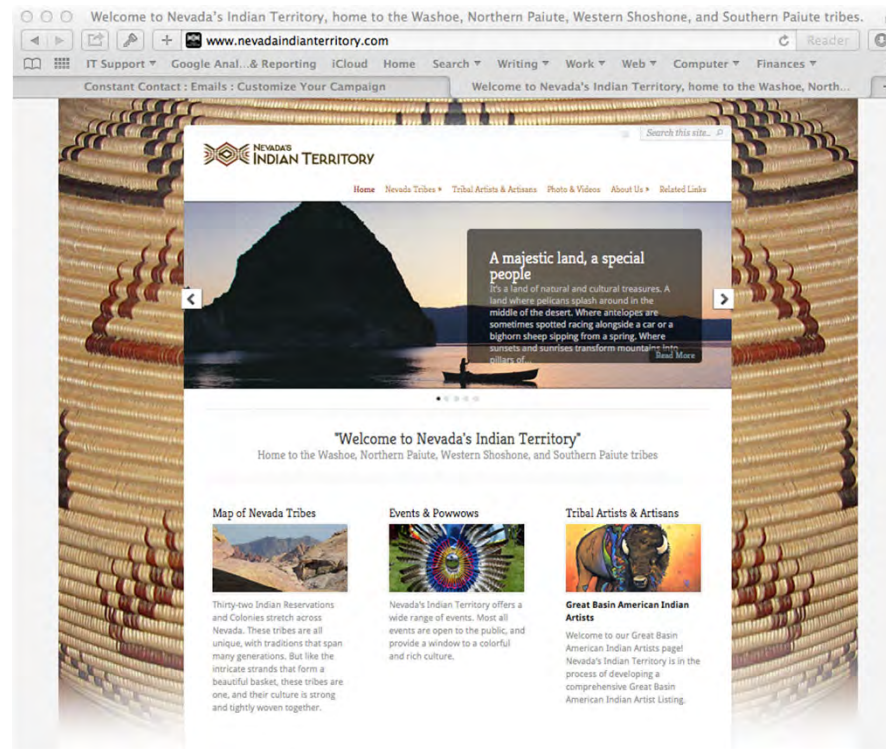 Welcome to Nevada's Indian Territory, home to the Washoe, Northern Paiute, Western Shoshone, and Southern Paiute tribes.
www.nevadaindianterritory.com
Reader
IT Support Google Anal...& Reporting iCloud Home Search Writing Work Web Computer Finances
Constant Contact : Emails : Customize Your Campaign
Welcome to Nevada's Indian Territory, home to the Washoe, North...
Search this site..
NEVADA'S
INDIAN TERRITORY
Home Nevada Tribes Tribal Artists & Artisans Photo & Videos About Us Related Links
A majestic land, a special
people
It's a land of natural and cultural treasures. A
land where pelicans splash around in the
middle of the desert. Where antelopes are
sometimes spotted racing alongside a car or a
bighorn sheep sipping from a spring. Where
sunsets and sunrises transform mountains into
pillars of...
Read More
"Welcome to Nevada's Indian Territory"
Home to the Washoe, Northern Paiute, Western Shoshone, and Southern Paiute tribes
Map of Nevada Tribes
Thirty-two Indian Reservations
and Colonies stretch across
Nevada. These tribes are all
unique, with traditions that span
many generations. But like the
intricate strands that form a
beautiful basket, these tribes are
one, and their culture is strong
and tightly woven together.
Events & Powwows
Nevada's Indian Territory offers a
wide range of events. Most all
events are open to the public, and
provide a window to a colorful
and rich culture.
Tribal Artists & Artisans
Great Basin American Indian
Artists
Welcome to our Great Basin
American Indian Artists page!
Nevada's Indian Territory is in the
process of developing a
comprehensive Great Basin
American Indian Artist Listing.